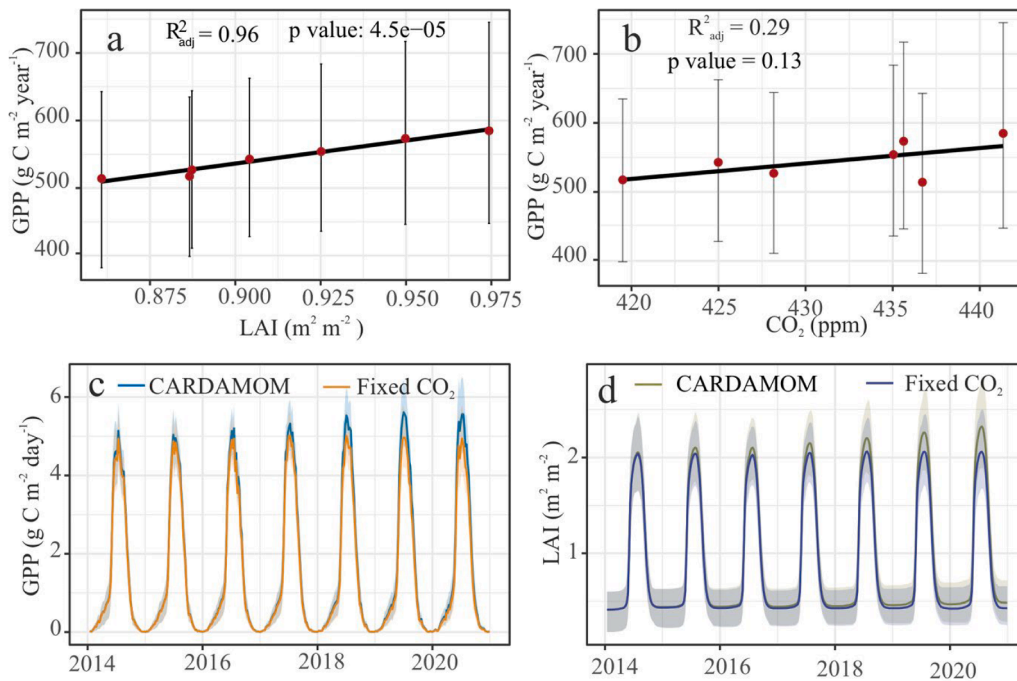 a
R²adj = 0.96
p value: 4.5e−05
GPP (g C m⁻² year⁻¹)
700
600
500
400
0.875
0.900
0.925
0.950
0.975
LAI (m² m⁻²)
b
R²adj = 0.29
p value = 0.13
GPP (g C m⁻² year⁻¹)
700
600
500
400
420
425
430
435
440
CO₂ (ppm)
c
CARDAMOM
Fixed CO₂
GPP (g C m⁻² day⁻¹)
6
4
2
0
2014
2016
2018
2020
d
CARDAMOM
Fixed CO₂
LAI (m² m⁻²)
2
1
2014
2016
2018
2020